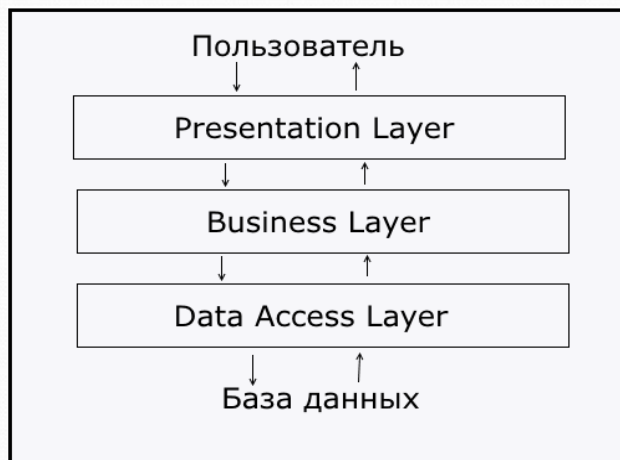 Пользователь
Presentation Layer
Business Layer
Data Access Layer
База данных